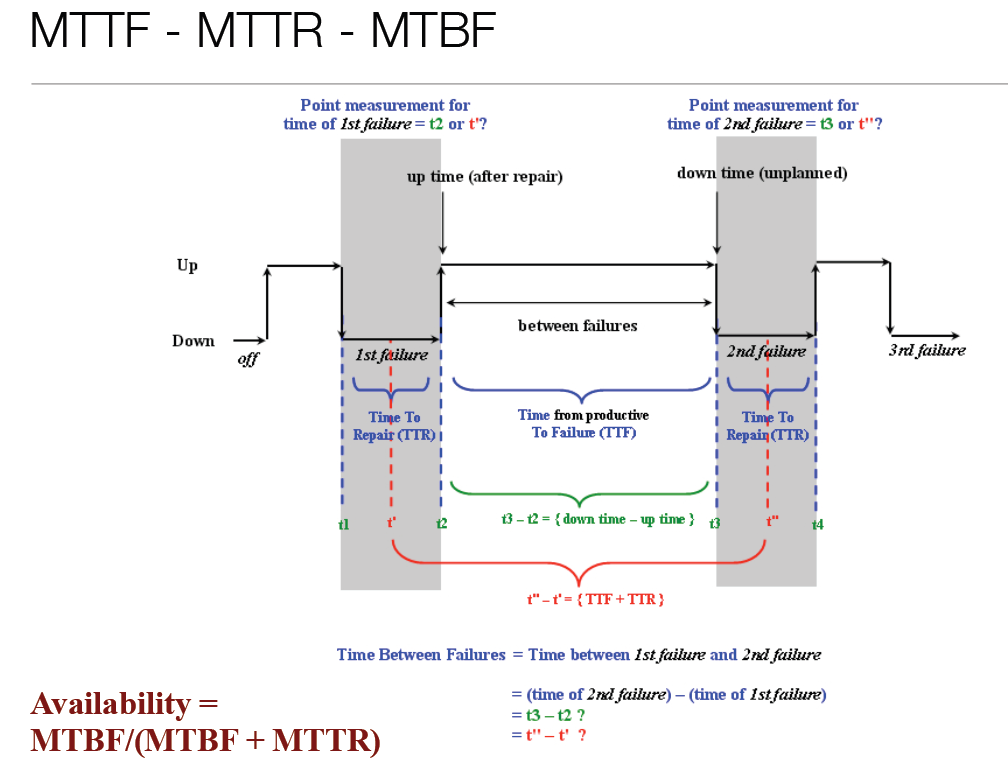 MTTF - MTTR - MTBF
Point measurement for
time of 1st failure = t2 or t'?
Point measurement for
time of 2nd failure = t3 or t''?
up time (after repair)
down time (unplanned)
Up
between failures
Down
off
1st failure
2nd failure
3rd failure
Time To
Repair (TTR)
Time from productive
To Failure (TTF)
Time To
Repair (TTR)
t1
t'
t2
t3 – t2 = { down time – up time }
t3
t''
t4
t'' – t' = { TTF + TTR }
Time Between Failures = Time between 1st failure and 2nd failure
= (time of 2nd failure) – (time of 1st failure)
= t3 – t2 ?
= t'' – t' ?
Availability =
MTBF/(MTBF + MTTR)